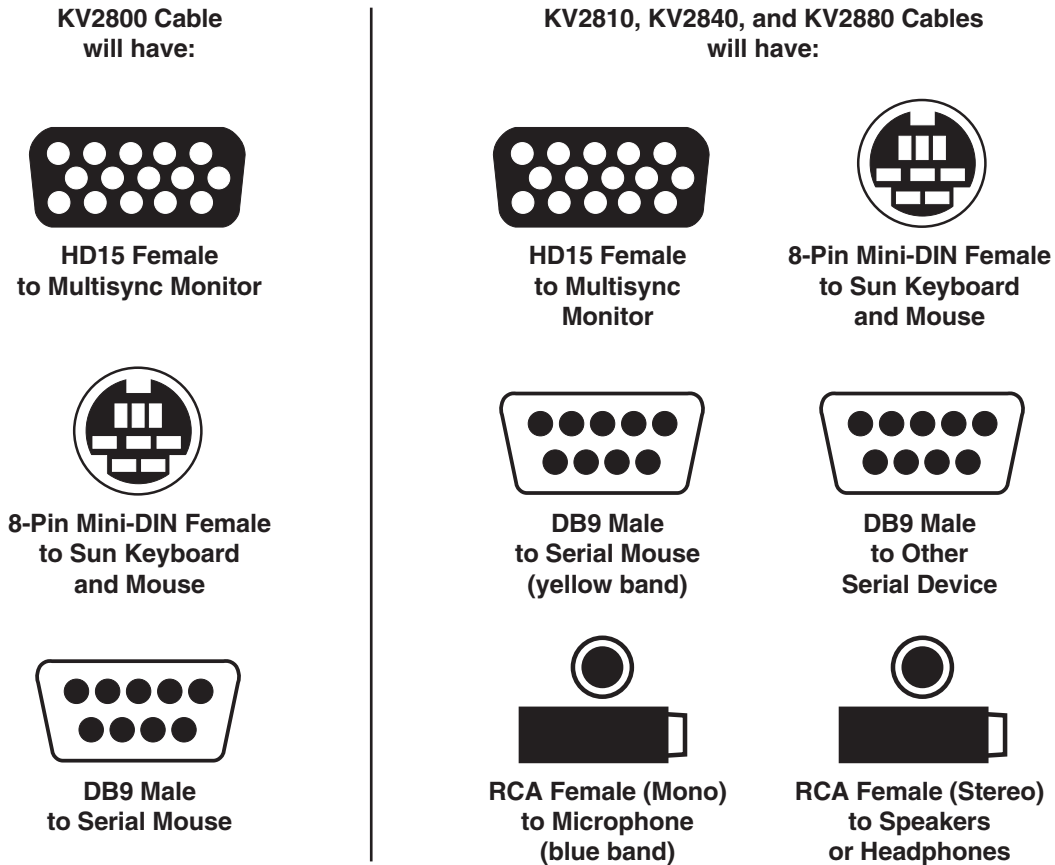 KV2800 Cable
will have:
HD15 Female
to Multisync Monitor
8-Pin Mini-DIN Female
to Sun Keyboard
and Mouse
DB9 Male
to Serial Mouse
KV2810, KV2840, and KV2880 Cables
will have:
HD15 Female
to Multisync
Monitor
8-Pin Mini-DIN Female
to Sun Keyboard
and Mouse
DB9 Male
to Serial Mouse
(yellow band)
DB9 Male
to Other
Serial Device
RCA Female (Mono)
to Microphone
(blue band)
RCA Female (Stereo)
to Speakers
or Headphones